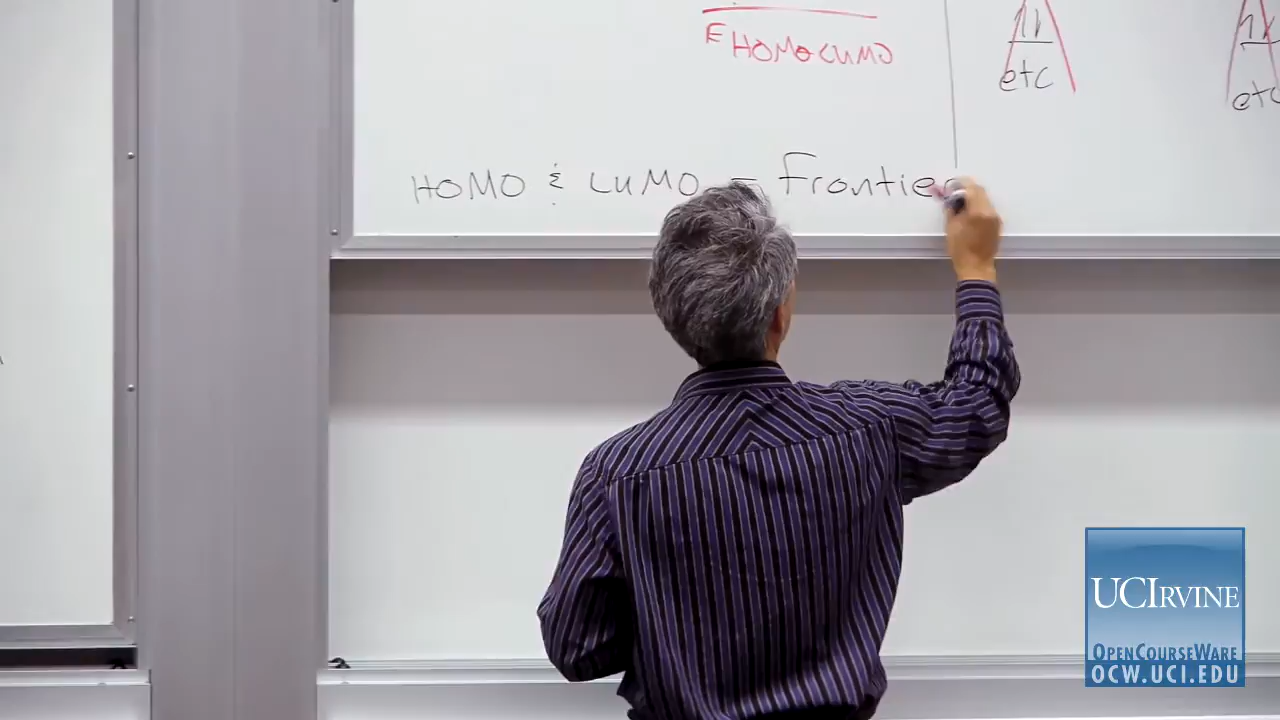 E HOMO LUMO
etc
etc
HOMO & LUMO - Frontier
UCIRVINE
OPENCOURSEWARE
OCW.UCI.EDU